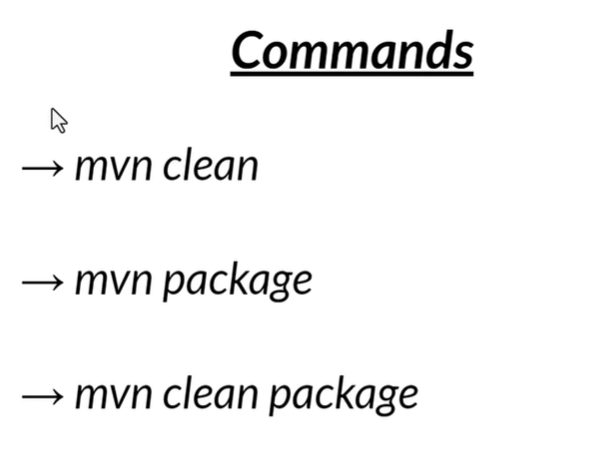 Commands
→ mvn clean
→ mvn package
→ mvn clean package